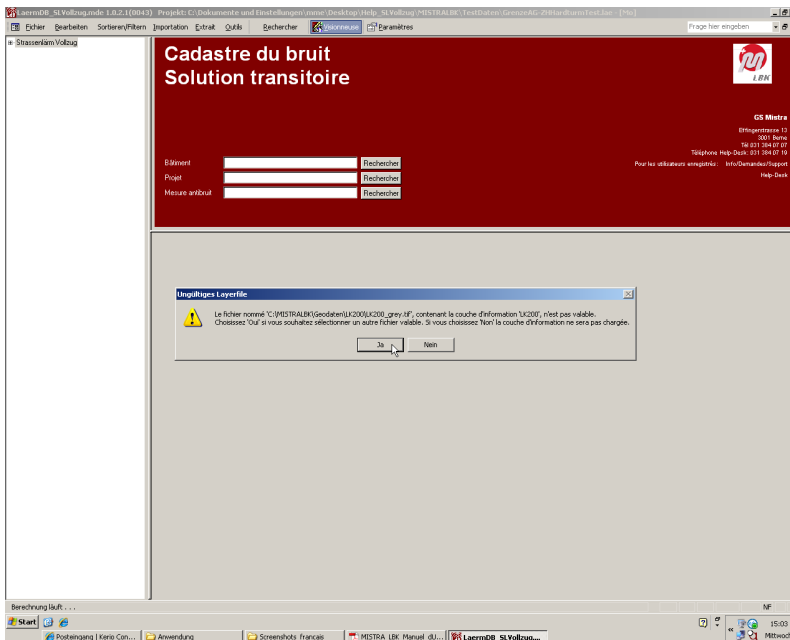 LaermDB_SLVollzug.mde 1.0.2.1(0043) Projekt: C:\Dokumente und Einstellungen\mme\Desktop\Help_SLVollzug\MISTRALBK\TestDaten\GrenzeAG-ZHHardturmTest.lae - [Mo]
Fichier Bearbeiten Sortieren/Filtern Importation Extrait Outils Rechercher Visionneuse Paramètres Frage hier eingeben
Strassenlärm Vollzug
Cadastre du bruit
Solution transitoire
LBK
GS Mistra
Effingerstrasse 13
3001 Berne
Tél 031 384 07 07
Téléphone Help-Desk: 031 384 07 19
Bâtiment Rechercher
Pour les utilisateurs enregistrés: Info/Demandes/Support
Projet Rechercher
Help-Desk
Mesure antibruit Rechercher
Ungültiges Layerfile
Le fichier nommé 'C:\MISTRALBK\Geodaten\LK200\LK200_grey.tif', contenant la couche d'information 'LK200', n'est pas valable.
Choisissez 'Oui' si vous souhaitez sélectionner un autre fichier valable. Si vous choisissez 'Non' la couche d'information ne sera pas chargée.
Ja Nein
Berechnung läuft . . . NF
Start 15:03
Posteingang | Kerio Con... Anwendung Screenshots francais MISTRA LBK Manuel dU... LaermDB_SLVollzug.... Mittwoch